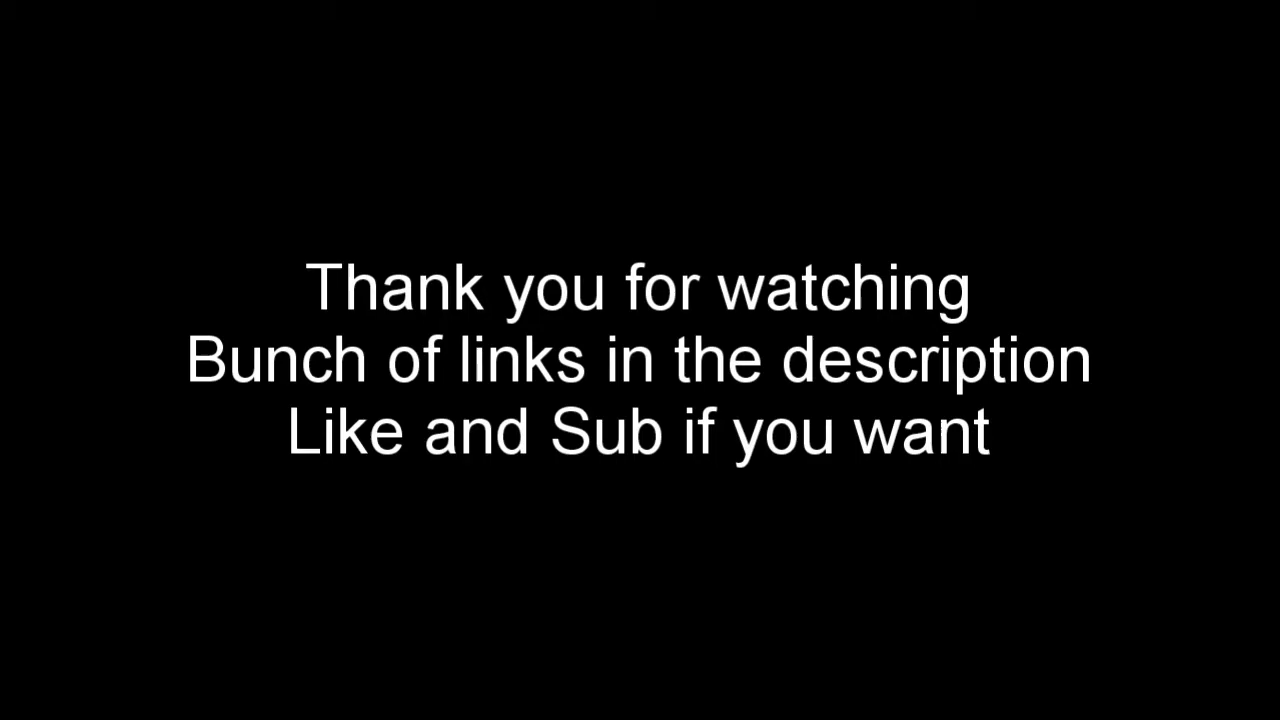 Thank you for watching
Bunch of links in the description
Like and Sub if you want